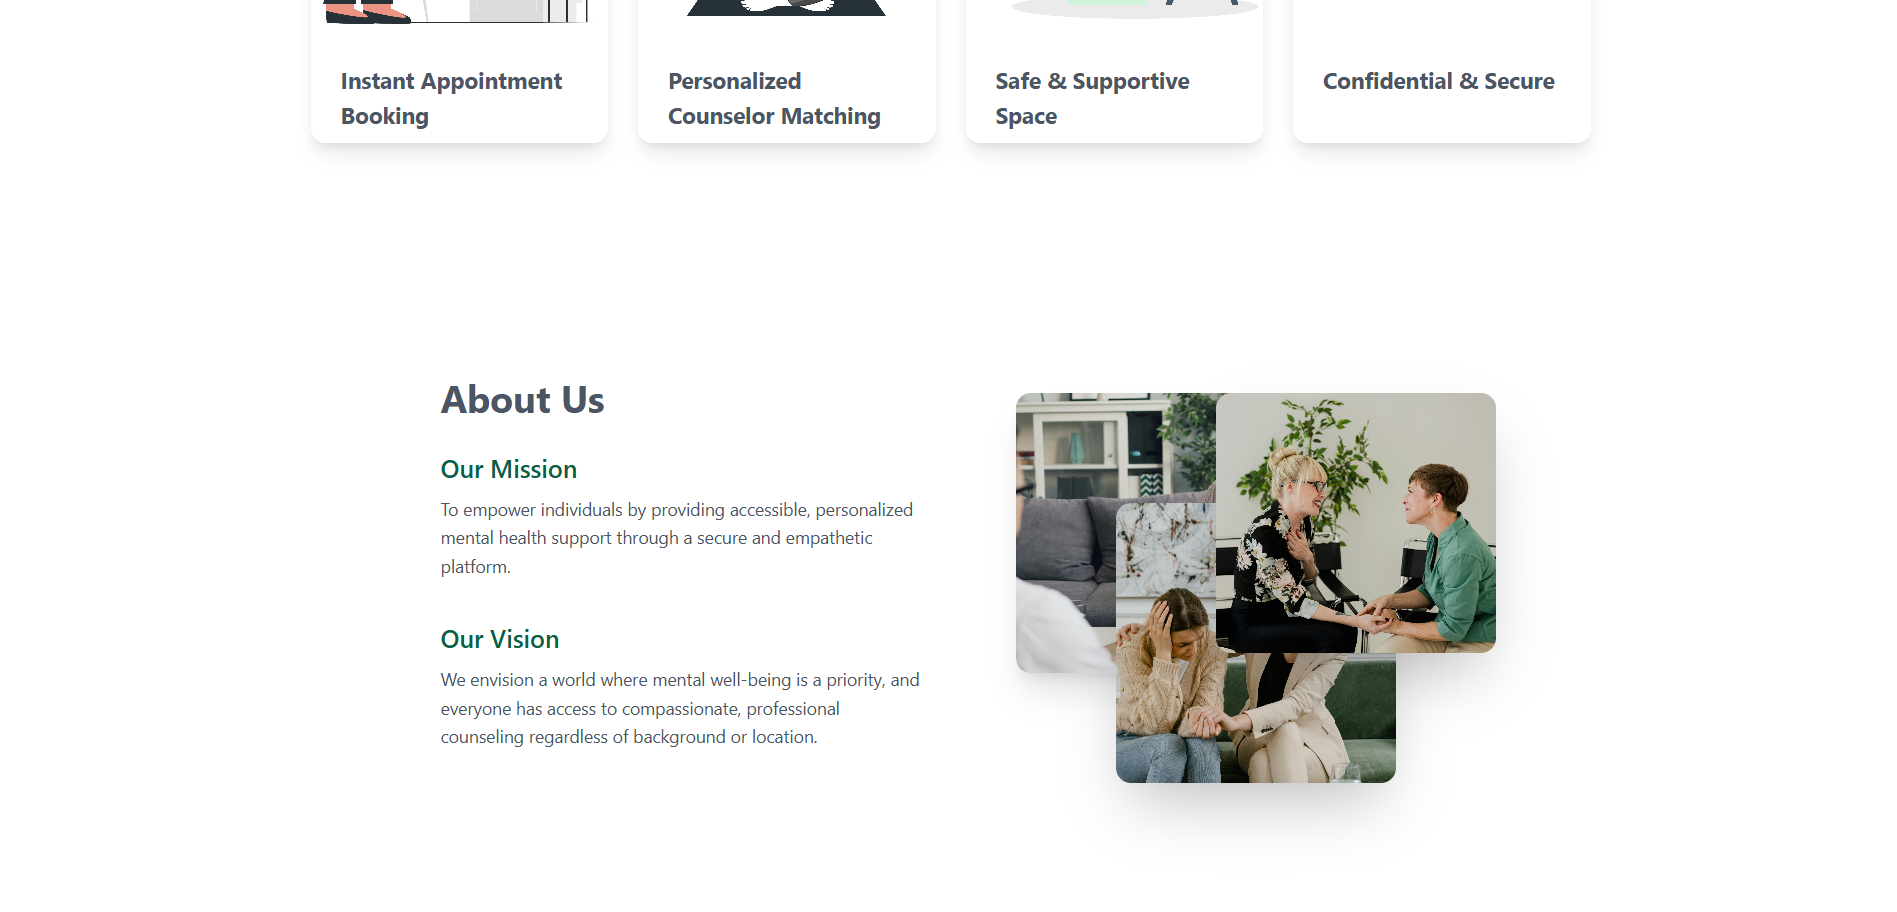 Instant Appointment
Booking
Personalized
Counselor Matching
Safe & Supportive
Space
Confidential & Secure
About Us
Our Mission
To empower individuals by providing accessible, personalized
mental health support through a secure and empathetic
platform.
Our Vision
We envision a world where mental well-being is a priority, and
everyone has access to compassionate, professional
counseling regardless of background or location.